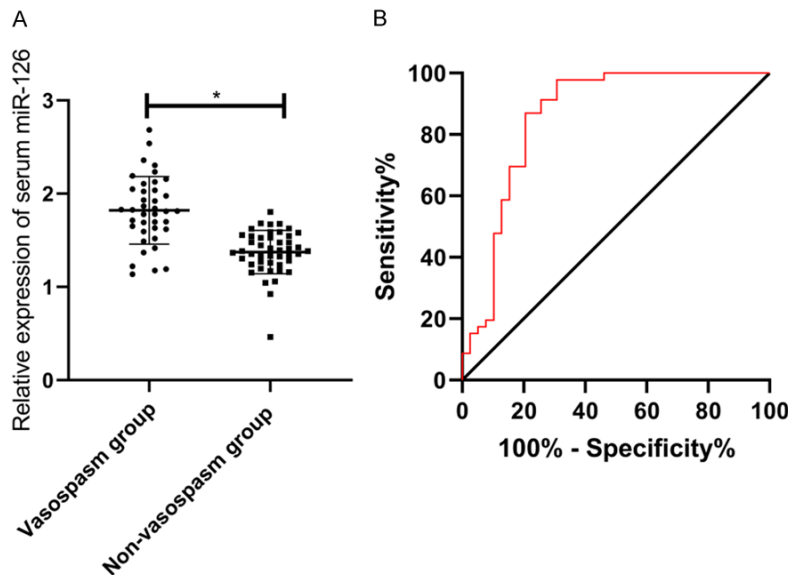 A
Relative expression of serum miR-126
3
2
1
0
*
Vasospasm group
Non-vasospasm group
B
Sensitivity%
100
80
60
40
20
0
0 20 40 60 80 100
100% - Specificity%